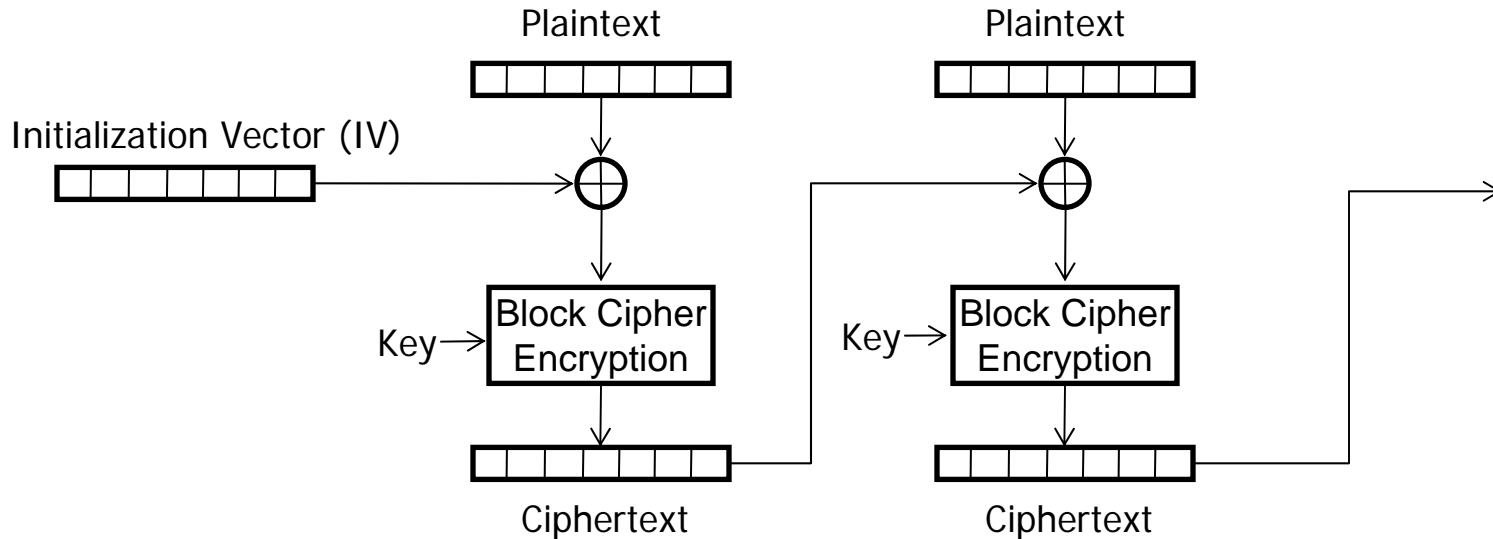 Plaintext
Plaintext
Initialization Vector (IV)
Key
Block Cipher
Encryption
Key
Block Cipher
Encryption
Ciphertext
Ciphertext